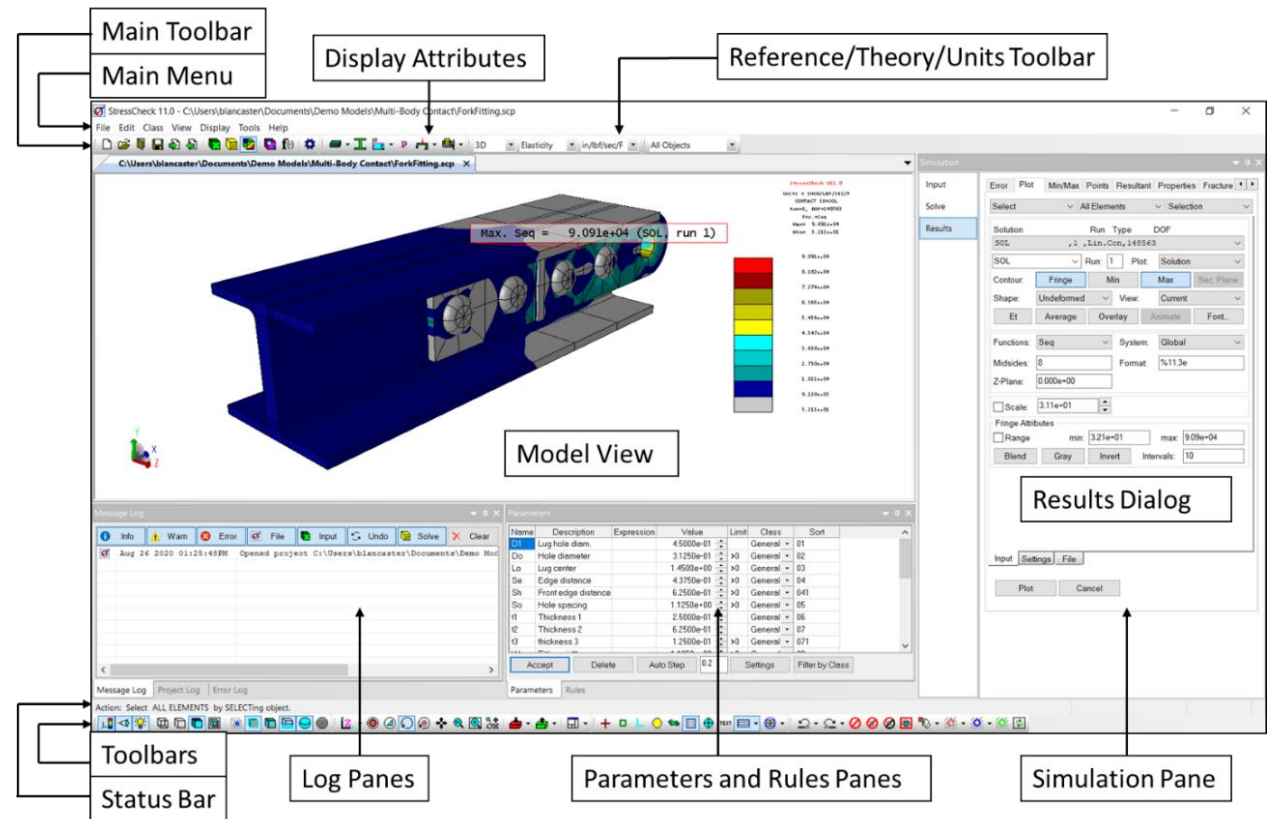 Main Toolbar
Main Menu
Display Attributes
Reference/Theory/Units Toolbar
StressCheck 11.0 - C:\Users\blancaster\Documents\Demo Models\Multi-Body Contact\ForkFitting.scp
File Edit Class View Display Tools Help
3D Elasticity in/lbf/sec/F All Objects
C:\Users\blancaster\Documents\Demo Models\Multi-Body Contact\ForkFitting.scp X
Max. Seq = 9.091e+04 (SOL, run 1)
Y
X
Z
Model View
Simulation
Input
Solve
Results
Error Plot Min/Max Points Resultant Properties Fracture
Select All Elements Selection
Solution Run Type DOF
SOL ,1 ,Lin.Con,148563
SOL Run: 1 Plot: Solution
Contour: Fringe Min Max Sec. Plane
Shape: Undeformed View: Current
Et Average Overlay Animate Font..
Functions: Seq System: Global
Midsides: 8 Format: %11.3e
Z-Plane: 0.000e+00
Scale: 3.11e+01
Fringe Attributes
Range min: 3.21e+01 max: 9.09e+04
Blend Gray Invert Intervals: 10
Results Dialog
Input Settings File
Plot Cancel
Message Log
Info Warn Error File Input Undo Solve Clear
Aug 26 2020 01:25:48PM Opened project C:\Users\blancaster\Documents\Demo Mod
Message Log Project Log Error Log
Parameters
Name Description Expression Value Limit Class Sort
D1 Lug hole diam. 4.5000e-01 General 01
Do Hole diameter 3.1250e-01 >0 General 02
Lo Lug center 1.4500e+00 >0 General 03
Se Edge distance 4.3750e-01 >0 General 04
Sh Front edge distance 6.2500e-01 >0 General 041
So Hole spacing 1.1250e+00 >0 General 05
t1 Thickness 1 2.5000e-01 General 06
t2 Thickness 2 6.2500e-01 General 07
t3 thickness 3 1.2500e-01 >0 General 071
Accept Delete Auto Step 0.2 Settings Filter by Class
Parameters Rules
Action: Select ALL ELEMENTS by SELECTing object.
Toolbars
Status Bar
Log Panes
Parameters and Rules Panes
Simulation Pane